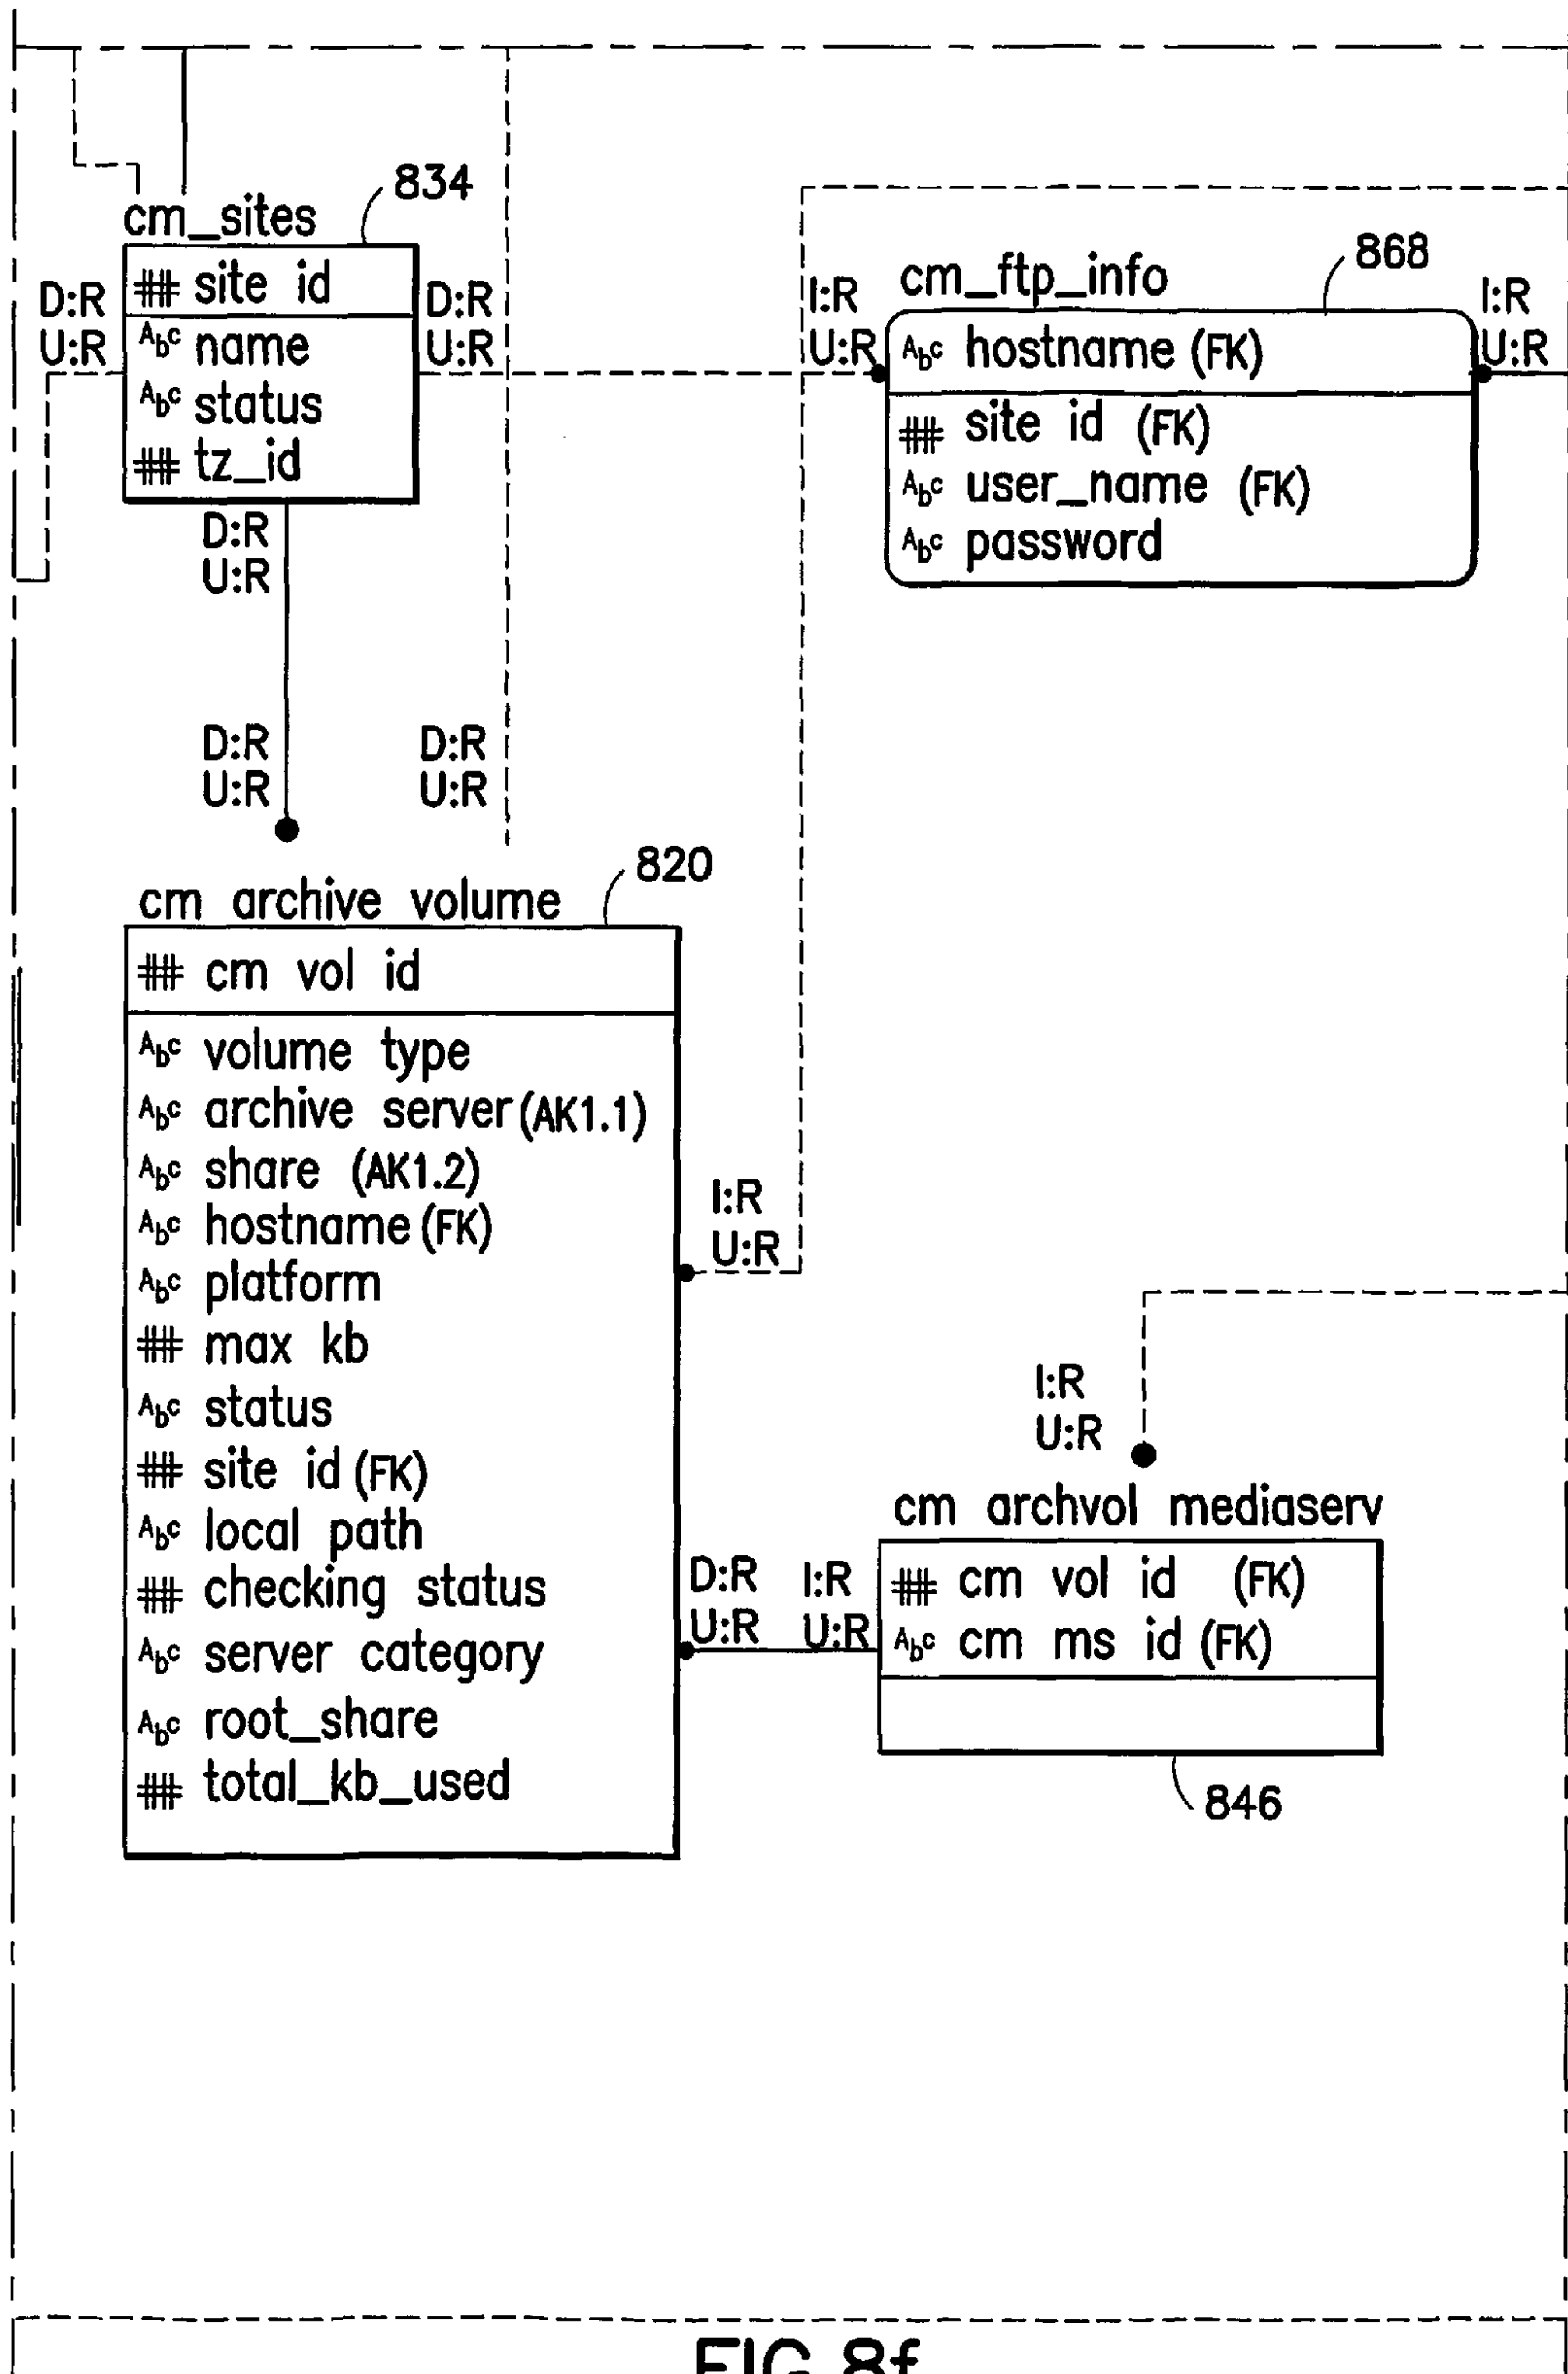 834
cm_sites
## site id
Abc name
Abc status
## tz_id
D:R
U:R
D:R
U:R
868
cm_ftp_info
I:R
U:R
I:R
U:R
Abc hostname (FK)
## site id (FK)
Abc user_name (FK)
Abc password
D:R
U:R
D:R
U:R
D:R
U:R
820
cm archive volume
## cm vol id
Abc volume type
Abc archive server (AK1.1)
Abc share (AK1.2)
Abc hostname (FK)
Abc platform
## max kb
Abc status
## site id (FK)
Abc local path
## checking status
Abc server category
Abc root_share
## total_kb_used
I:R
U:R
I:R
U:R
cm archvol mediaserv
D:R I:R
U:R U:R
## cm vol id (FK)
Abc cm ms id (FK)
846
FIG 8f